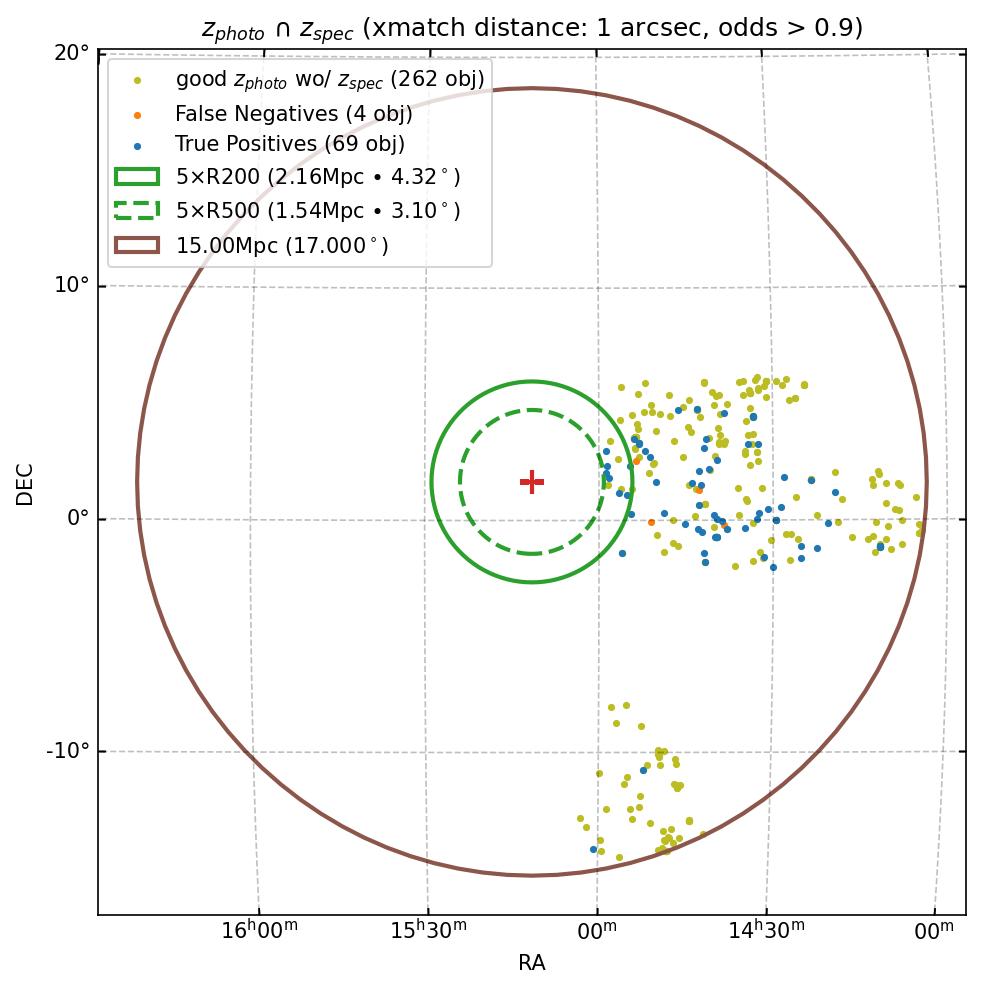 z_photo ∩ z_spec (xmatch distance: 1 arcsec, odds > 0.9)
good z_photo wo/ z_spec (262 obj)
False Negatives (4 obj)
True Positives (69 obj)
5×R200 (2.16Mpc • 4.32°)
5×R500 (1.54Mpc • 3.10°)
15.00Mpc (17.000°)
20°
10°
0°
-10°
DEC
16h00m
15h30m
00m
14h30m
00m
RA